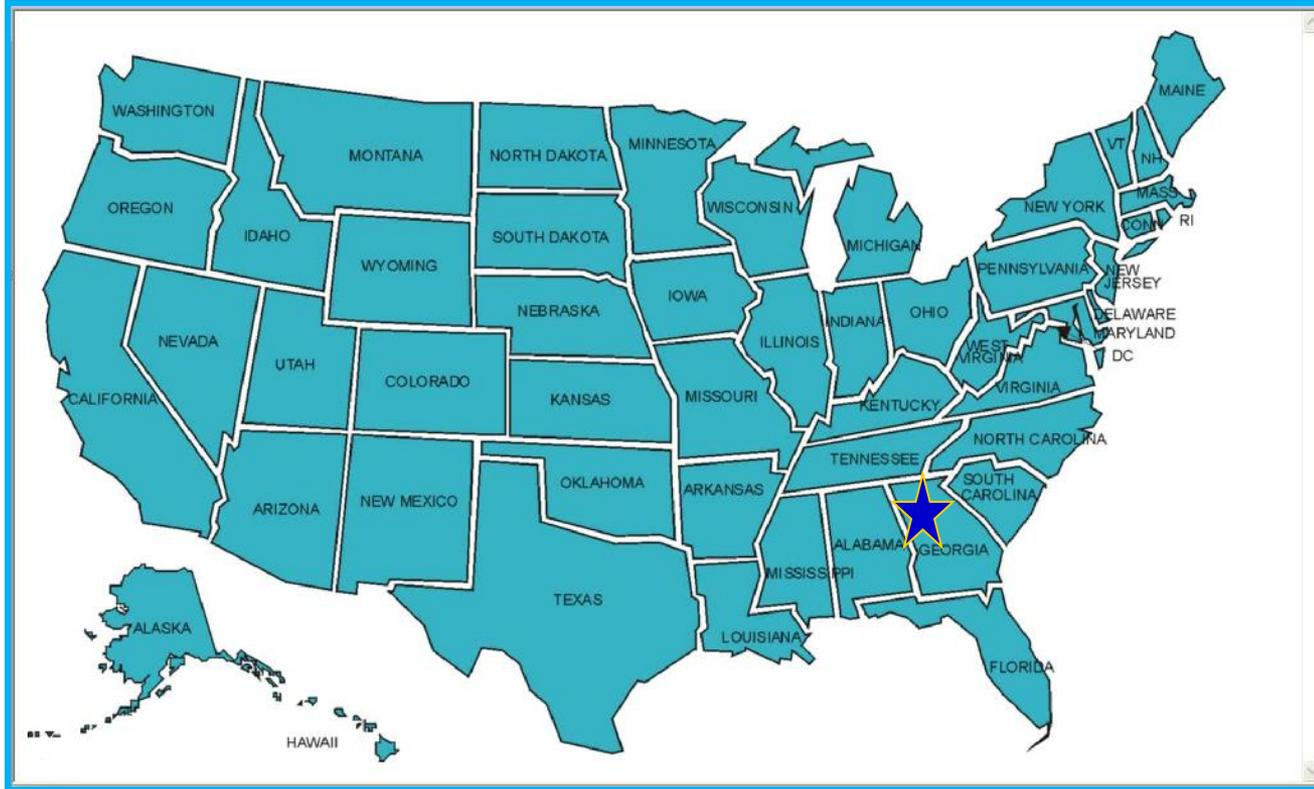 MAINE
WASHINGTON
MONTANA
NORTH DAKOTA
MINNESOTA
VT
NH
MASS
OREGON
IDAHO
SOUTH DAKOTA
WISCONSIN
MICHIGAN
NEW YORK
CONN
RI
WYOMING
IOWA
PENNSYLVANIA
NEW
JERSEY
NEBRASKA
NEVADA
UTAH
COLORADO
ILLINOIS
INDIANA
OHIO
WEST
VIRGINIA
DELAWARE
MARYLAND
DC
VIRGINIA
CALIFORNIA
KANSAS
MISSOURI
KENTUCKY
NORTH CAROLINA
TENNESSEE
ARIZONA
NEW MEXICO
OKLAHOMA
ARKANSAS
SOUTH
CAROLINA
ALABAMA
GEORGIA
MISSISSIPPI
TEXAS
LOUISIANA
FLORIDA
ALASKA
HAWAII